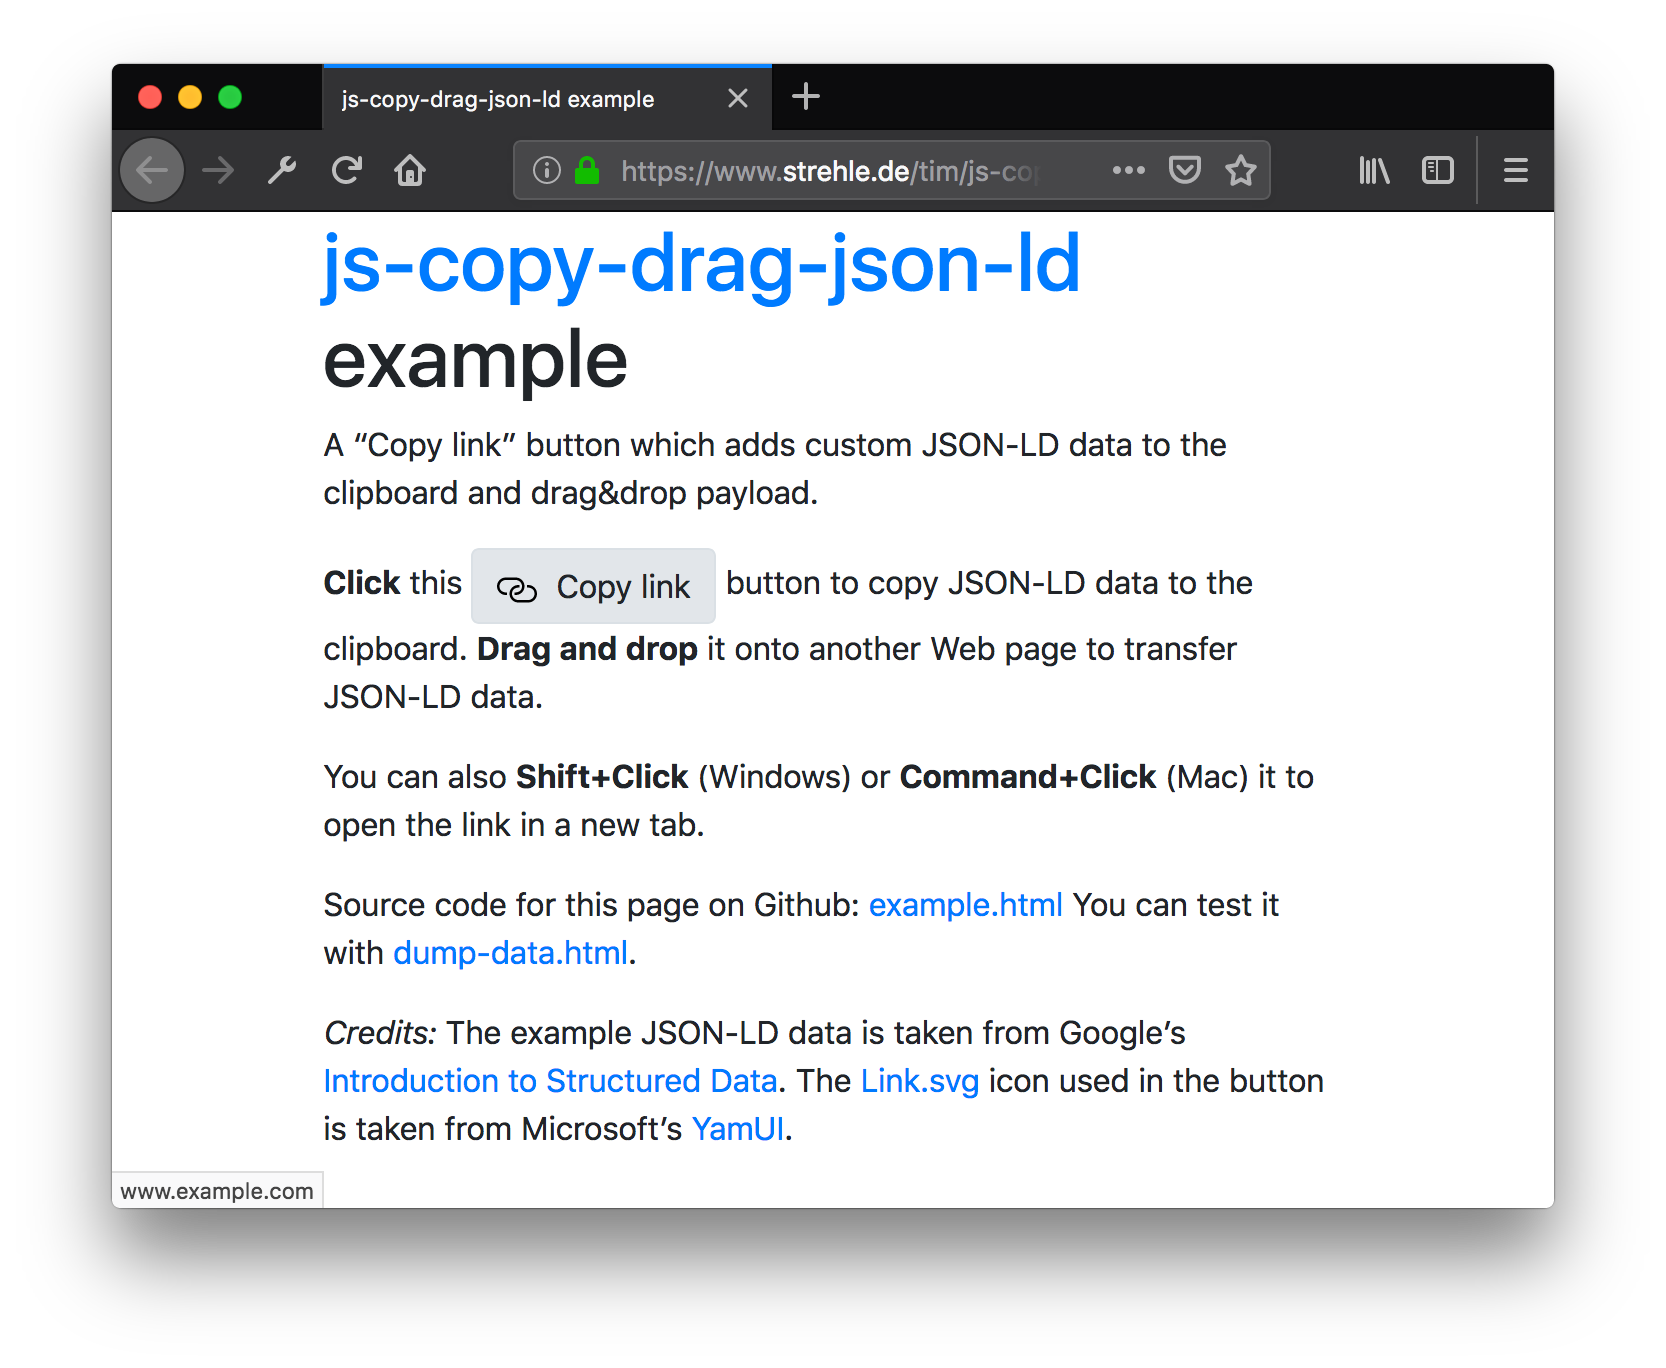 js-copy-drag-json-ld example
https://www.strehle.de/tim/js-cop
js-copy-drag-json-ld
example
A “Copy link” button which adds custom JSON-LD data to the
clipboard and drag&drop payload.
Click this Copy link button to copy JSON-LD data to the
clipboard. Drag and drop it onto another Web page to transfer
JSON-LD data.
You can also Shift+Click (Windows) or Command+Click (Mac) it to
open the link in a new tab.
Source code for this page on Github: example.html You can test it
with dump-data.html.
Credits: The example JSON-LD data is taken from Google’s
Introduction to Structured Data. The Link.svg icon used in the button
is taken from Microsoft’s YamUI.
www.example.com